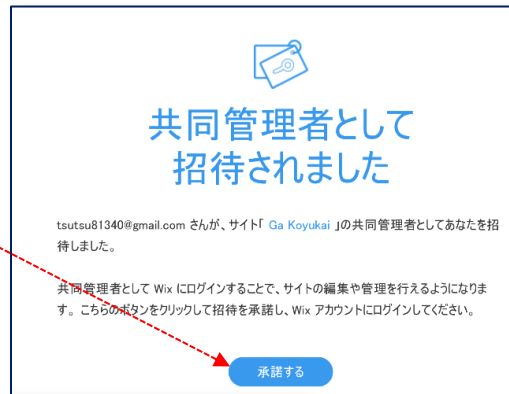 共同管理者として
招待されました
tsutsu81340@gmail.com さんが、サイト「 Ga Koyukai 」の共同管理者としてあなたを招
待しました。
共同管理者として Wix にログインすることで、サイトの編集や管理を行えるようになりま
す。こちらのボタンをクリックして招待を承諾し、Wix アカウントにログインしてください。
承諾する